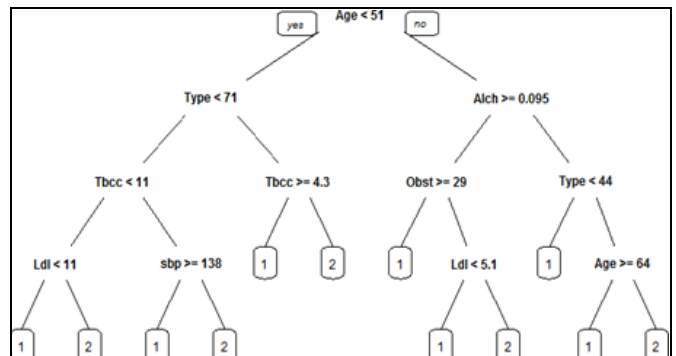 Age < 51
yes no
Type < 71 Alch >= 0.095
Tbcc < 11 Tbcc >= 4.3 Obst >= 29 Type < 44
Ldl < 11 sbp >= 138 1 2 1 Ldl < 5.1 1 Age >= 64
1 2 1 2 1 2 1 2